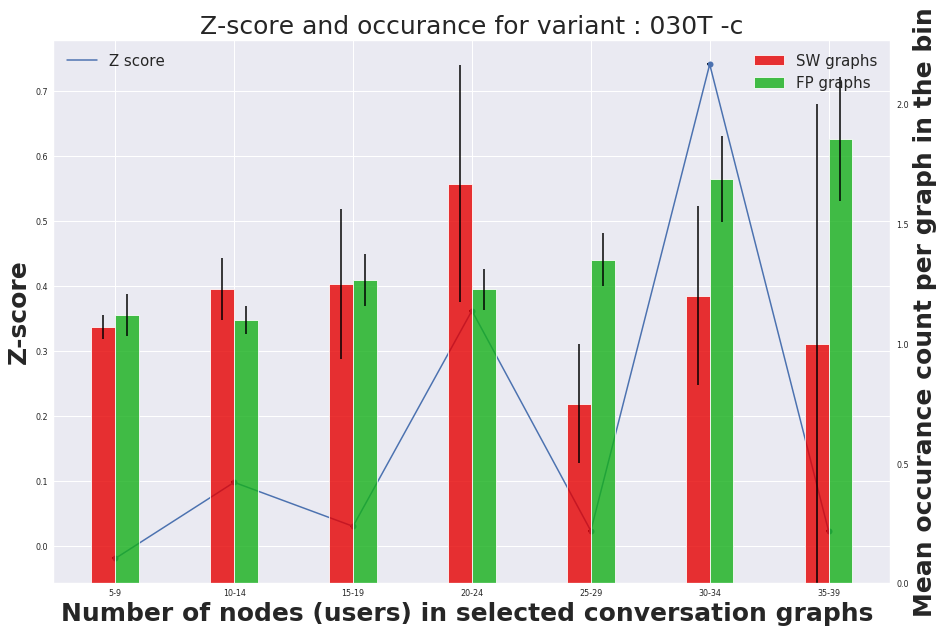 Z-score and occurance for variant : 030T -c
Z score
SW graphs
FP graphs
Z-score
0.7
0.6
0.5
0.4
0.3
0.2
0.1
0.0
2.0
1.5
1.0
0.5
0.0
Mean occurance count per graph in the bin
5-9 10-14 15-19 20-24 25-29 30-34 35-39
Number of nodes (users) in selected conversation graphs